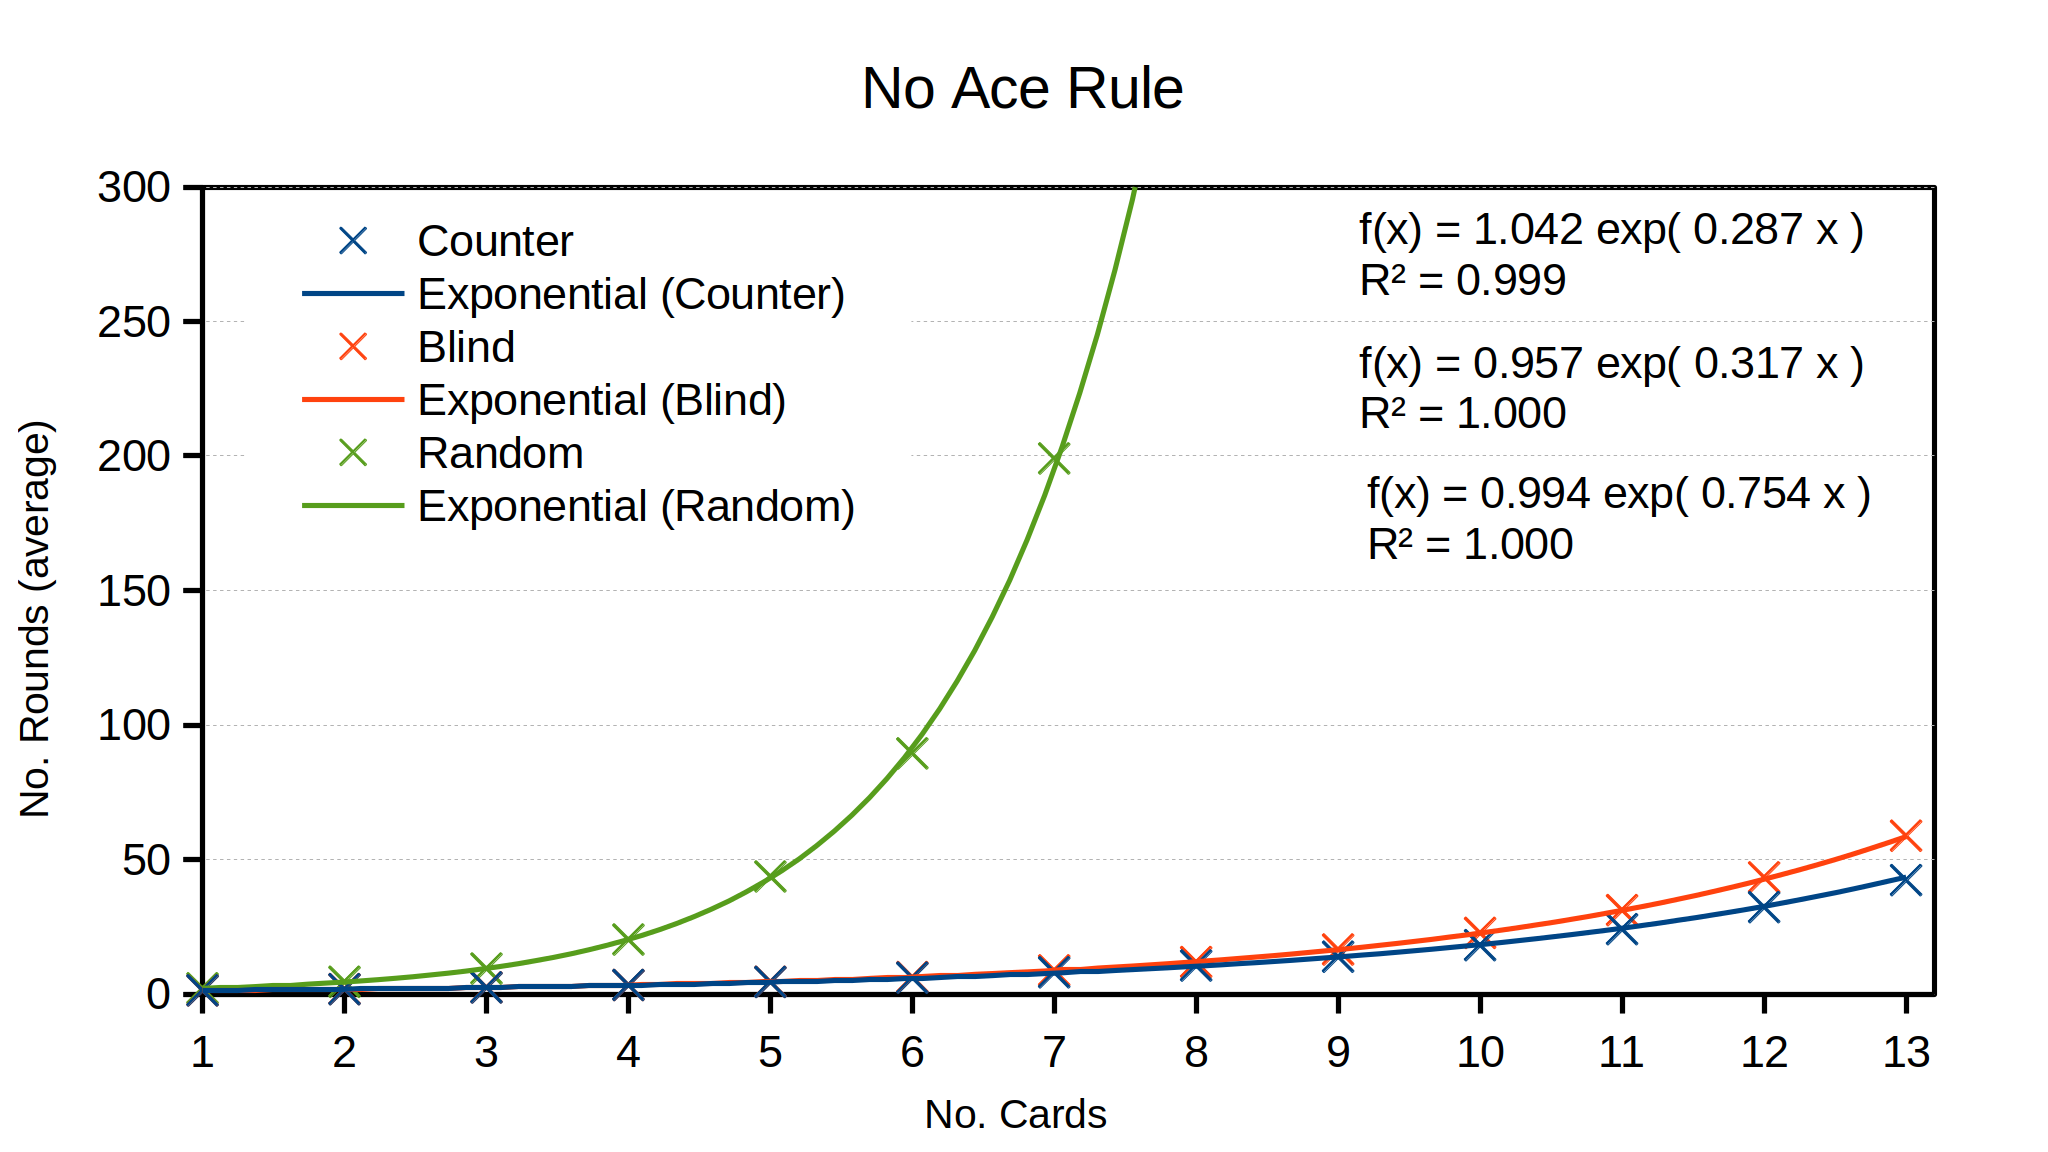 No Ace Rule
300
250
200
150
100
50
0
No. Rounds (average)
Counter
Exponential (Counter)
Blind
Exponential (Blind)
Random
Exponential (Random)
f(x) = 1.042 exp( 0.287 x )
R² = 0.999
f(x) = 0.957 exp( 0.317 x )
R² = 1.000
f(x) = 0.994 exp( 0.754 x )
R² = 1.000
1 2 3 4 5 6 7 8 9 10 11 12 13
No. Cards